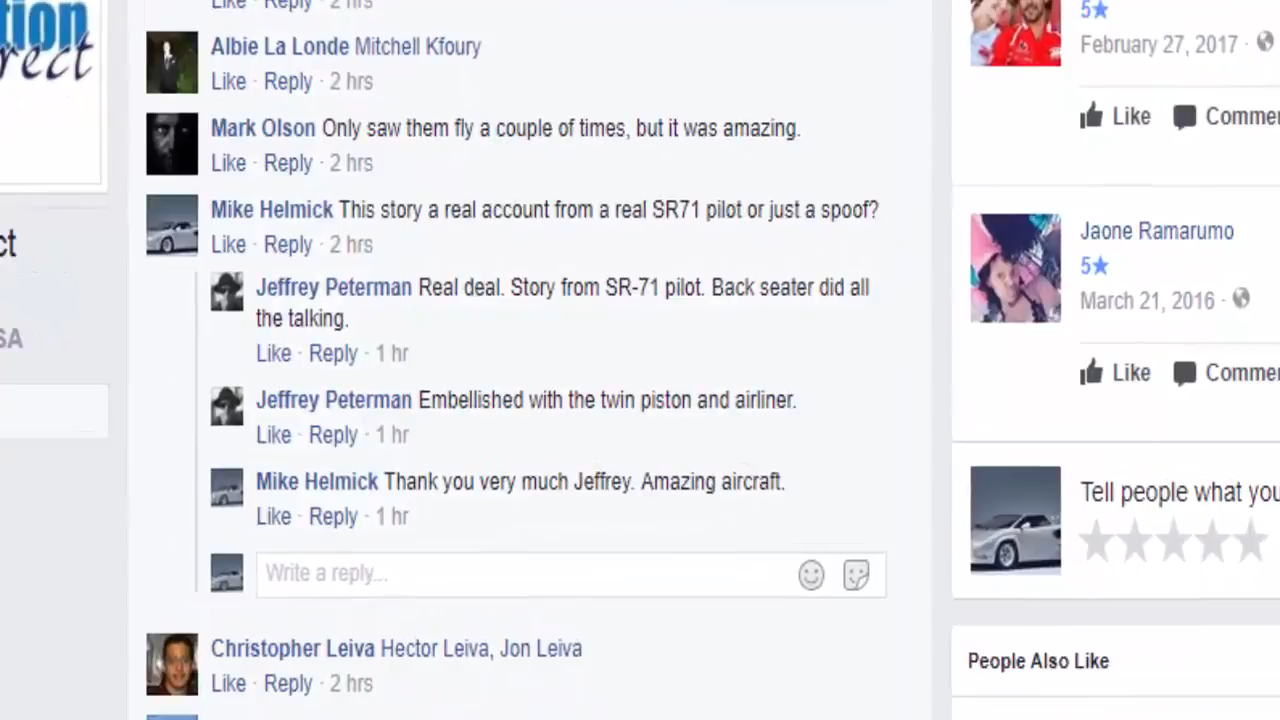 tion
rect
ct
SA
Like · Reply · 2 hrs
Albie La Londe Mitchell Kfoury
Like · Reply · 2 hrs
Mark Olson Only saw them fly a couple of times, but it was amazing.
Like · Reply · 2 hrs
Mike Helmick This story a real account from a real SR71 pilot or just a spoof?
Like · Reply · 2 hrs
Jeffrey Peterman Real deal. Story from SR-71 pilot. Back seater did all
the talking.
Like · Reply · 1 hr
Jeffrey Peterman Embellished with the twin piston and airliner.
Like · Reply · 1 hr
Mike Helmick Thank you very much Jeffrey. Amazing aircraft.
Like · Reply · 1 hr
Write a reply...
Christopher Leiva Hector Leiva, Jon Leiva
Like · Reply · 2 hrs
5★
February 27, 2017 ·
Like Commen
Jaone Ramarumo
5★
March 21, 2016 ·
Like Commen
Tell people what you
People Also Like